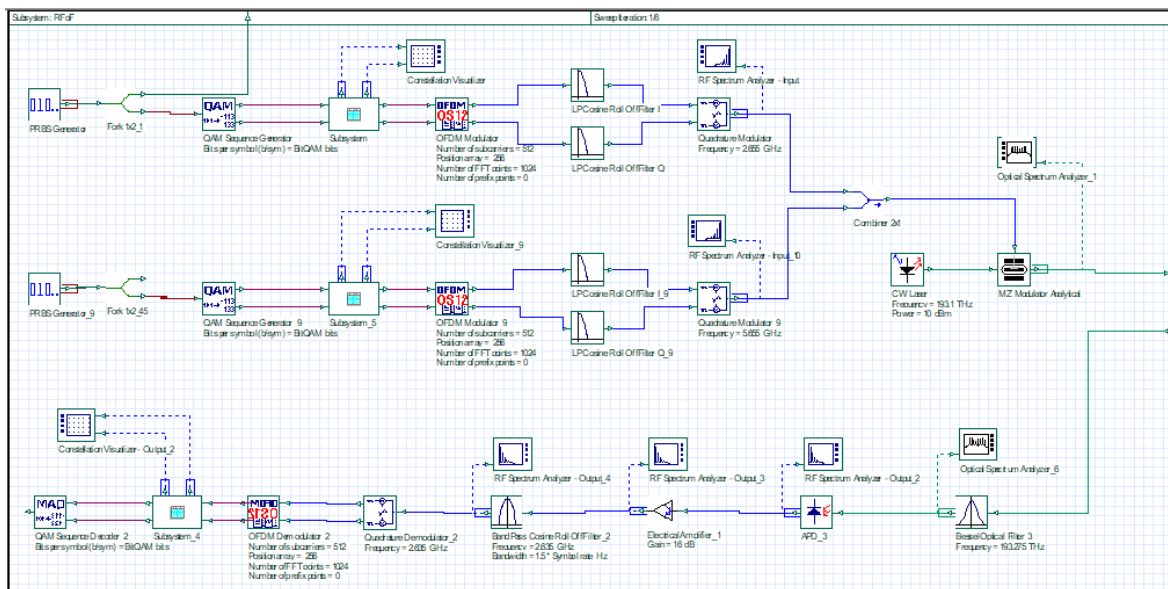 Subsystem: RFoF
Sweep Iteration: 1/6
Constellation Visualizer
RF Spectrum Analyzer - Input
010..
PRBS Generator
Fork 1x2_1
QAM
QAM Sequence Generator
Bits per symbol (b/sym) = BitQAM bits
Subsystem
OFDM
OFDM Modulator
Number of subcarriers = 512
Position array = 256
Number of FFT points = 1024
Number of prefix points = 0
LP Cosine Roll Off Filter I
LP Cosine Roll Off Filter Q
Quadrature Modulator
Frequency = 2.655 GHz
Optical Spectrum Analyzer_1
Combiner 2x1
Constellation Visualizer_9
RF Spectrum Analyzer - Input_10
010..
PRBS Generator_9
Fork 1x2_45
QAM
QAM Sequence Generator 9
Bits per symbol (b/sym) = BitQAM bits
Subsystem_5
OFDM
OFDM Modulator 9
Number of subcarriers = 512
Position array = 256
Number of FFT points = 1024
Number of prefix points = 0
LP Cosine Roll Off Filter I_9
LP Cosine Roll Off Filter Q_9
Quadrature Modulator 9
Frequency = 5.655 GHz
CW Laser
Frequency = 193.1 THz
Power = 10 dBm
MZ Modulator Analytical
Constellation Visualizer - Output_2
RF Spectrum Analyzer - Output_4
RF Spectrum Analyzer - Output_3
RF Spectrum Analyzer - Output_2
Optical Spectrum Analyzer_6
QAM Sequence Decoder 2
Bits per symbol (b/sym) = BitQAM bits
Subsystem_4
OFDM Demodulator 2
Number of subcarriers = 512
Position array = 256
Number of FFT points = 1024
Number of prefix points = 0
Quadrature Demodulator_2
Frequency = 2.635 GHz
Band Pass Cosine Roll Off Filter_2
Frequency = 2.635 GHz
Bandwidth = 1.5 * Symbol rate Hz
Electrical Amplifier_1
Gain = 16 dB
APD_3
Bessel Optical Filter 3
Frequency = 193.275 THz